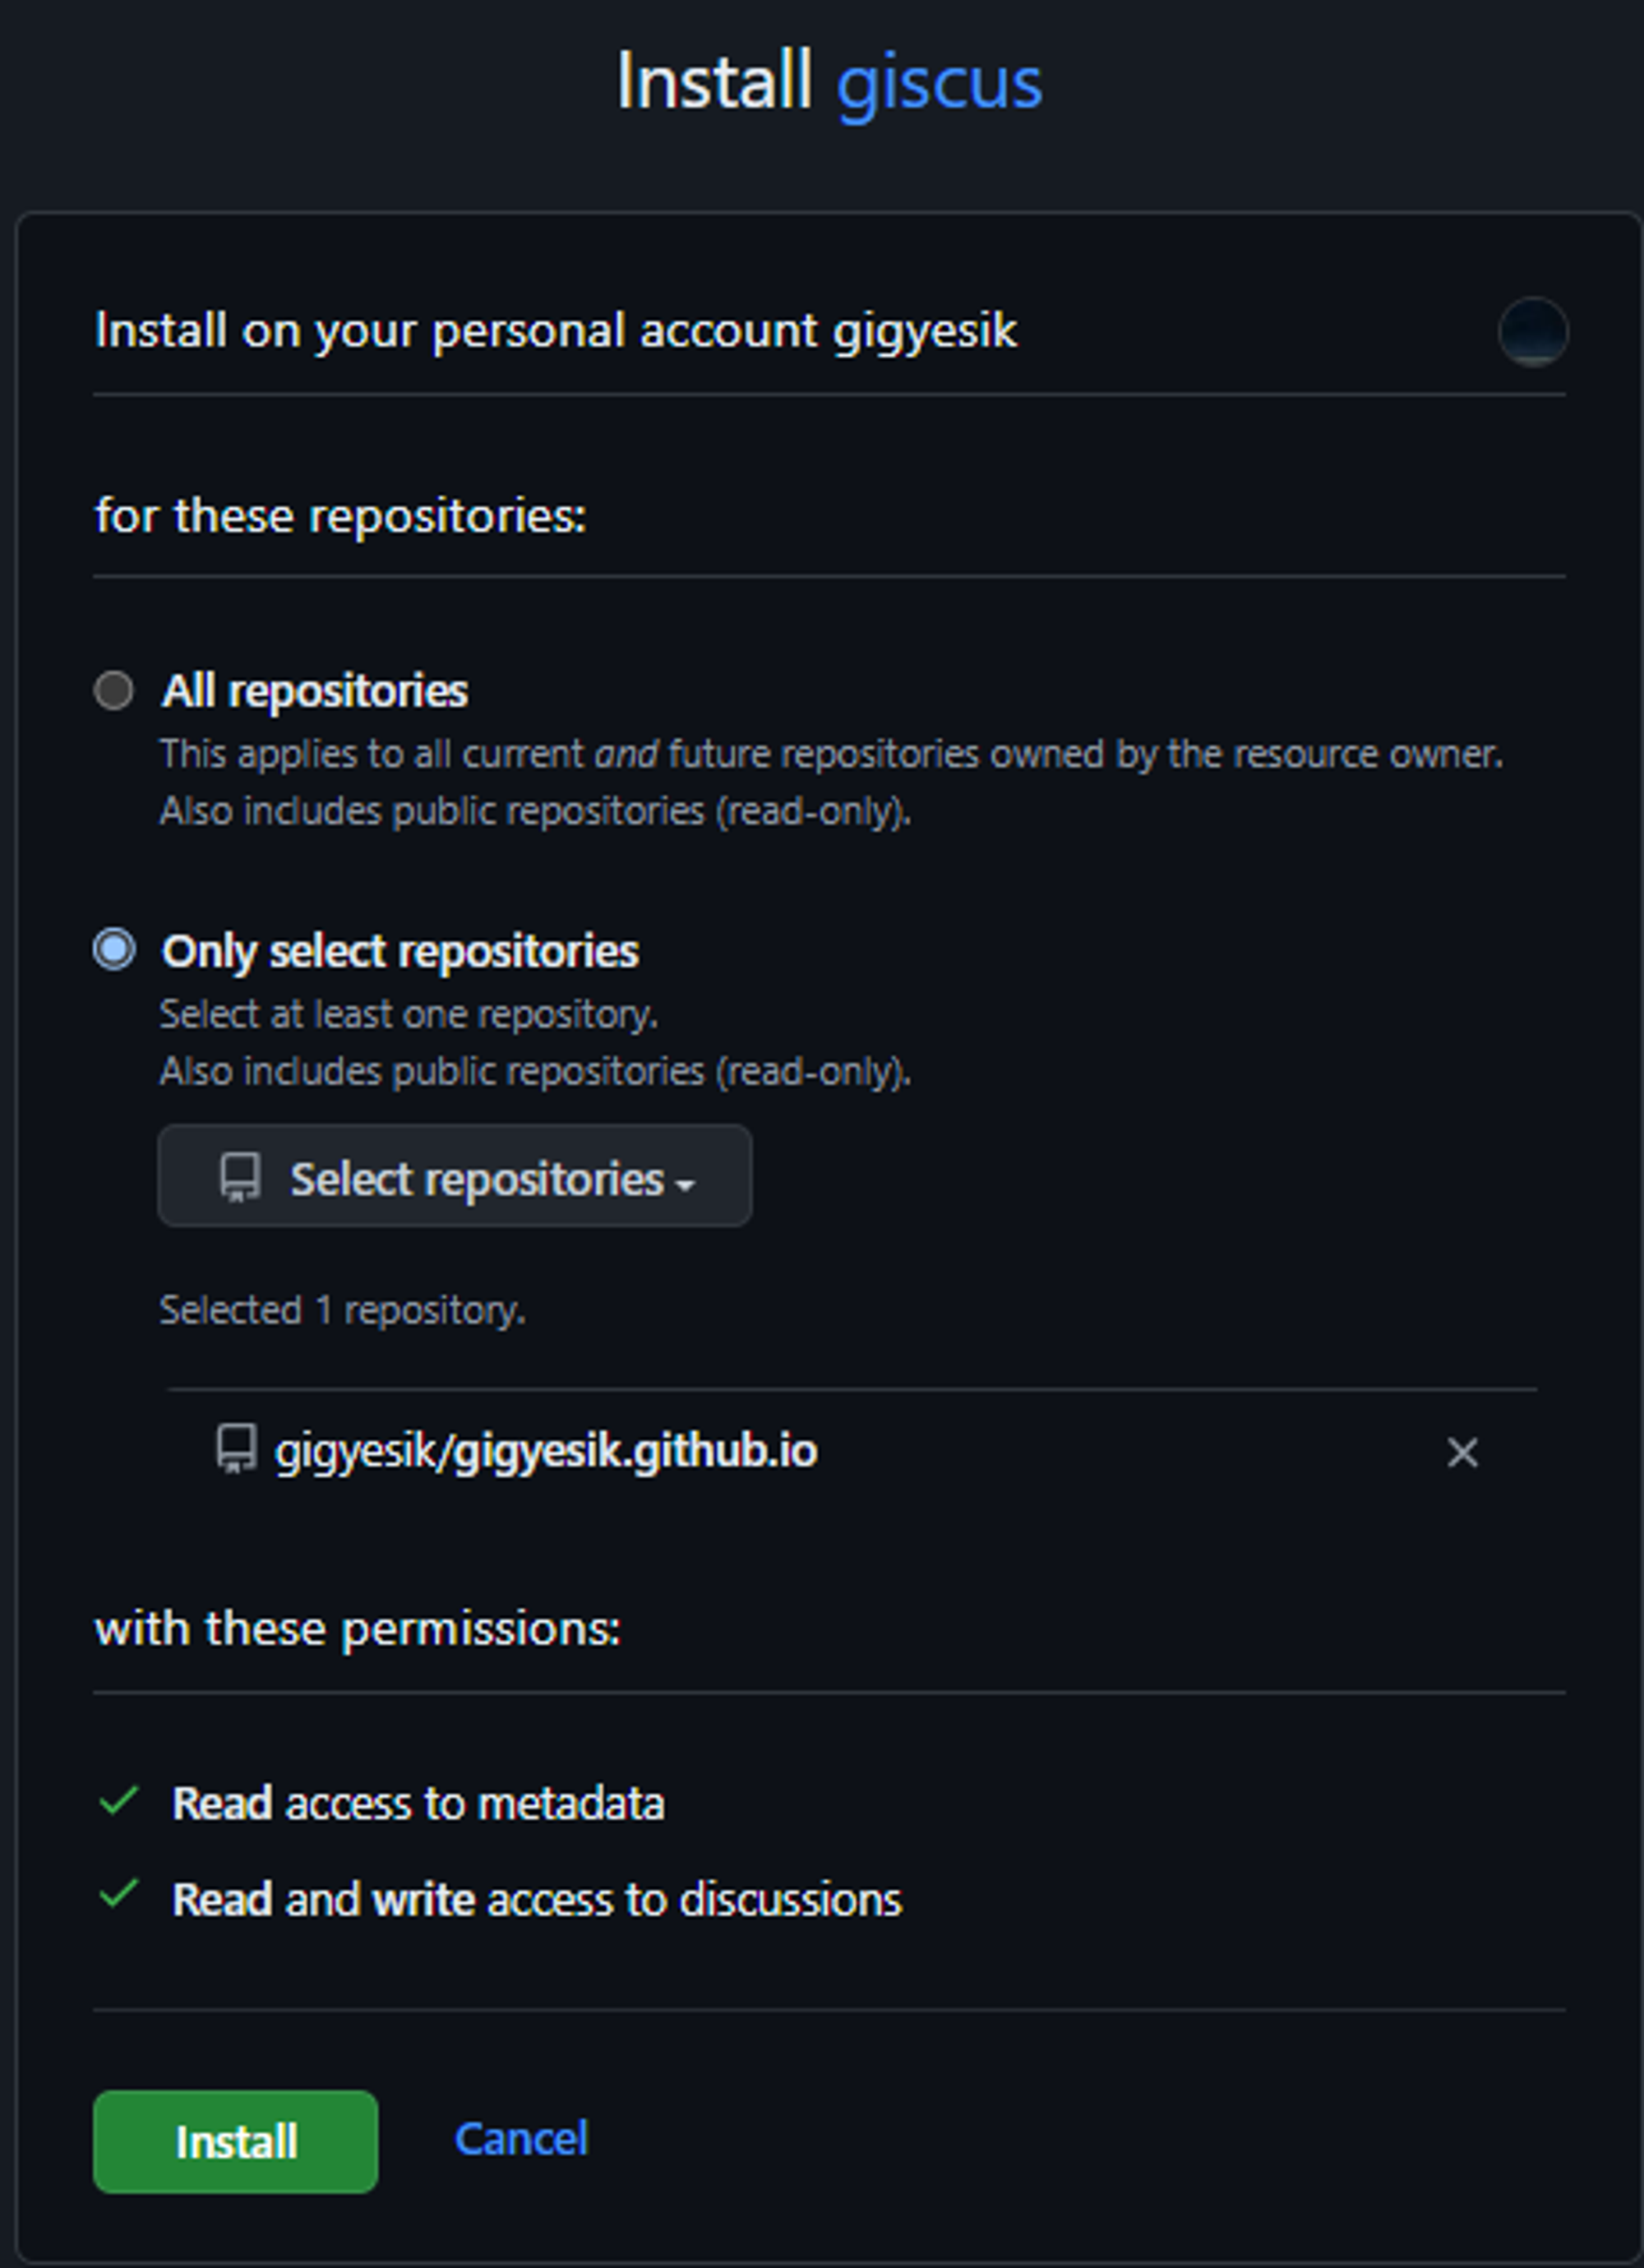 Install giscus
Install on your personal account gigyesik
for these repositories:
All repositories
This applies to all current and future repositories owned by the resource owner.
Also includes public repositories (read-only).
Only select repositories
Select at least one repository.
Also includes public repositories (read-only).
Select repositories
Selected 1 repository.
gigyesik/gigyesik.github.io
with these permissions:
Read access to metadata
Read and write access to discussions
Install Cancel